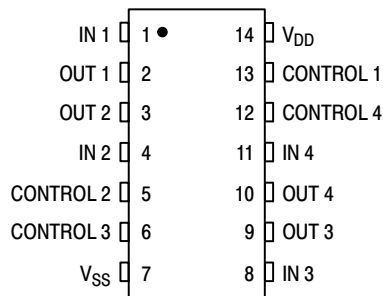 IN 1 1 14 VDD
OUT 1 2 13 CONTROL 1
OUT 2 3 12 CONTROL 4
IN 2 4 11 IN 4
CONTROL 2 5 10 OUT 4
CONTROL 3 6 9 OUT 3
VSS 7 8 IN 3